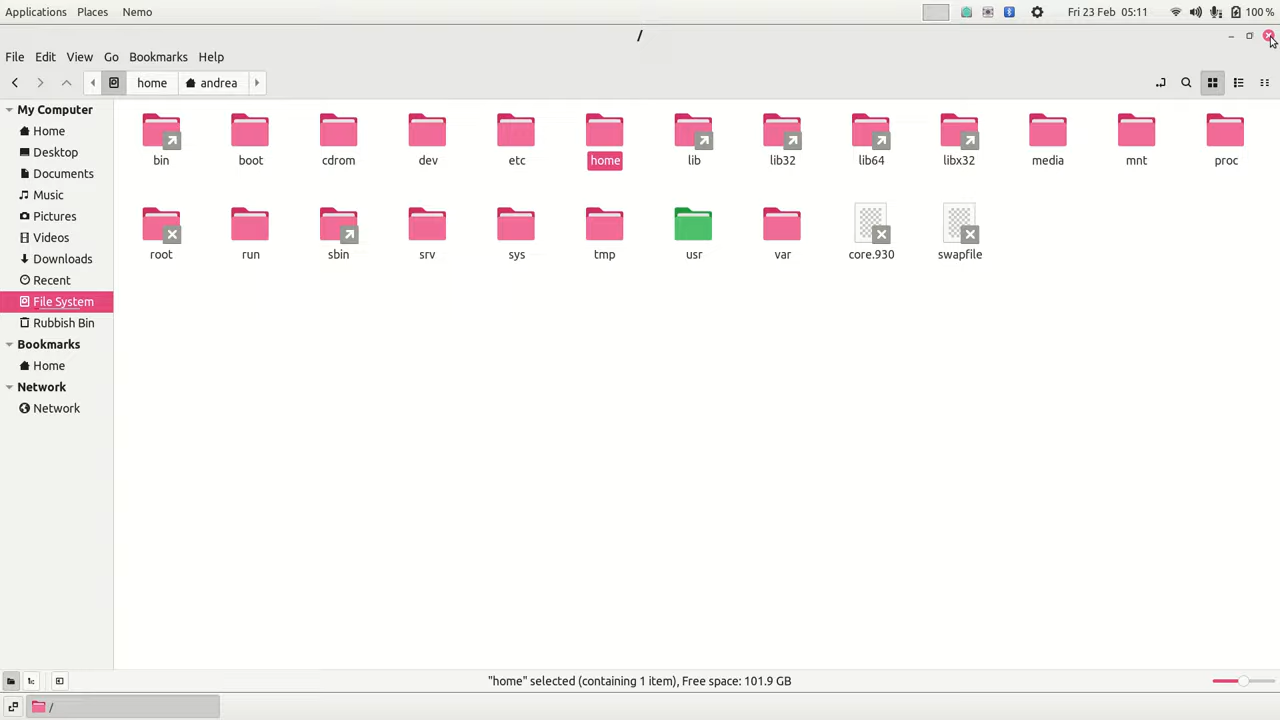 Applications Places Nemo Fri 23 Feb 05:11 100 %
/
File Edit View Go Bookmarks Help
home andrea
My Computer
Home
Desktop
Documents
Music
Pictures
Videos
Downloads
Recent
File System
Rubbish Bin
Bookmarks
Home
Network
Network
bin boot cdrom dev etc home lib lib32 lib64 libx32 media mnt proc
root run sbin srv sys tmp usr var core.930 swapfile
"home" selected (containing 1 item), Free space: 101.9 GB
/